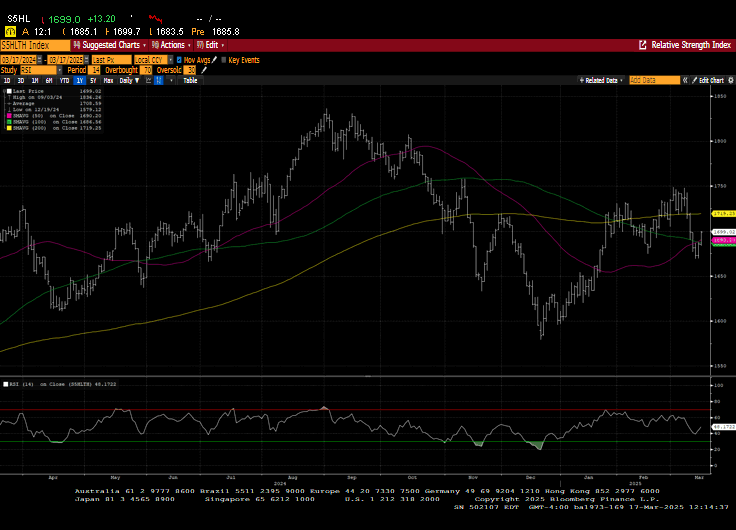 S5HL ↓ 1699.0 +13.20 -- / --
A 12:1 O 1685.1 H 1699.7 L 1683.5 Pre 1685.8
S5HLTH Index Suggested Charts Actions Edit Relative Strength Index
03/17/2024 - 03/17/2025 Last Px Local CCY Mov Avgs Key Events
Study RSI Period 14 Overbought 70 Oversold 30
1D 3D 1M 6M YTD 1Y 5Y Max Daily Table + Related Data Add Data « Edit Chart
Last Price 1699.02
High on 09/03/24 1836.26
Average 1708.59
Low on 12/19/24 1579.12
SMAVG (50) on Close 1690.20
SMAVG (100) on Close
SMAVG (200) on Close 1719.25
1850
1800
1750
1719.25
1699.02
1650
1600
1550
RSI (14) on Close (S5HLTH) 48.1722
100
80
60
48.1722
40
20
0
Apr May Jun Jul Aug Sep Oct Nov Dec Jan Feb Mar
2024 2025
Australia 61 2 9777 8600 Brazil 5511 2395 9000 Europe 44 20 7330 7500 Germany 49 69 9204 1210 Hong Kong 852 2977 6000
Japan 81 3 4565 8900 Singapore 65 6212 1000 U.S. 1 212 318 2000 Copyright 2025 Bloomberg Finance L.P.
SN 502107 EDT GMT-4:00 ba1973-169 17-Mar-2025 12:14:37